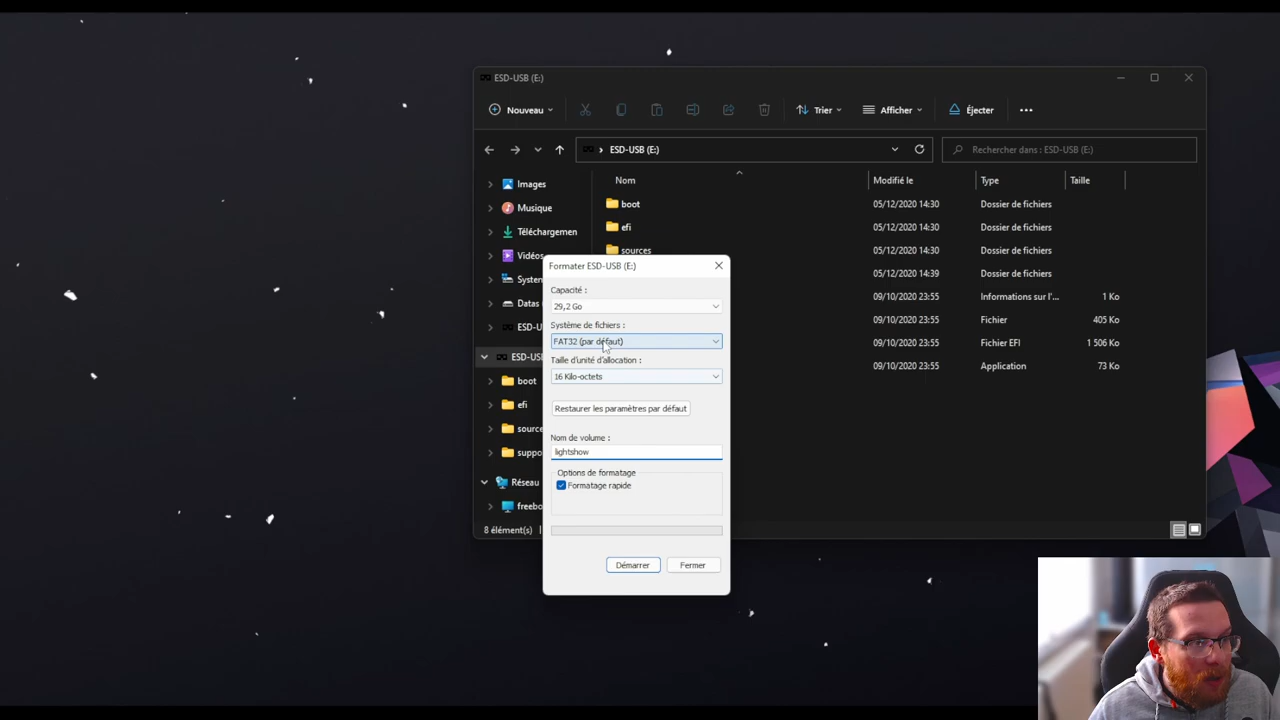 ESD-USB (E:)
Nouveau
Trier
Afficher
Éjecter
ESD-USB (E:)
Rechercher dans : ESD-USB (E:)
Nom
Modifié le
Type
Taille
Images
Musique
Téléchargemen
Vidéos
Datas
boot
efi
boot 05/12/2020 14:30 Dossier de fichiers
efi 05/12/2020 14:30 Dossier de fichiers
sources 05/12/2020 14:30 Dossier de fichiers
05/12/2020 14:39 Dossier de fichiers
09/10/2020 23:55 Informations sur l'... 1 Ko
09/10/2020 23:55 Fichier 405 Ko
09/10/2020 23:55 Fichier EFI 1 506 Ko
09/10/2020 23:55 Application 73 Ko
Réseau
8 élément(s)
Formater ESD-USB (E:)
Capacité :
29,2 Go
Système de fichiers :
FAT32 (par défaut)
Taille d'unité d'allocation :
16 Kilo-octets
Restaurer les paramètres par défaut
Nom de volume :
lightshow
Options de formatage
Formatage rapide
Démarrer
Fermer